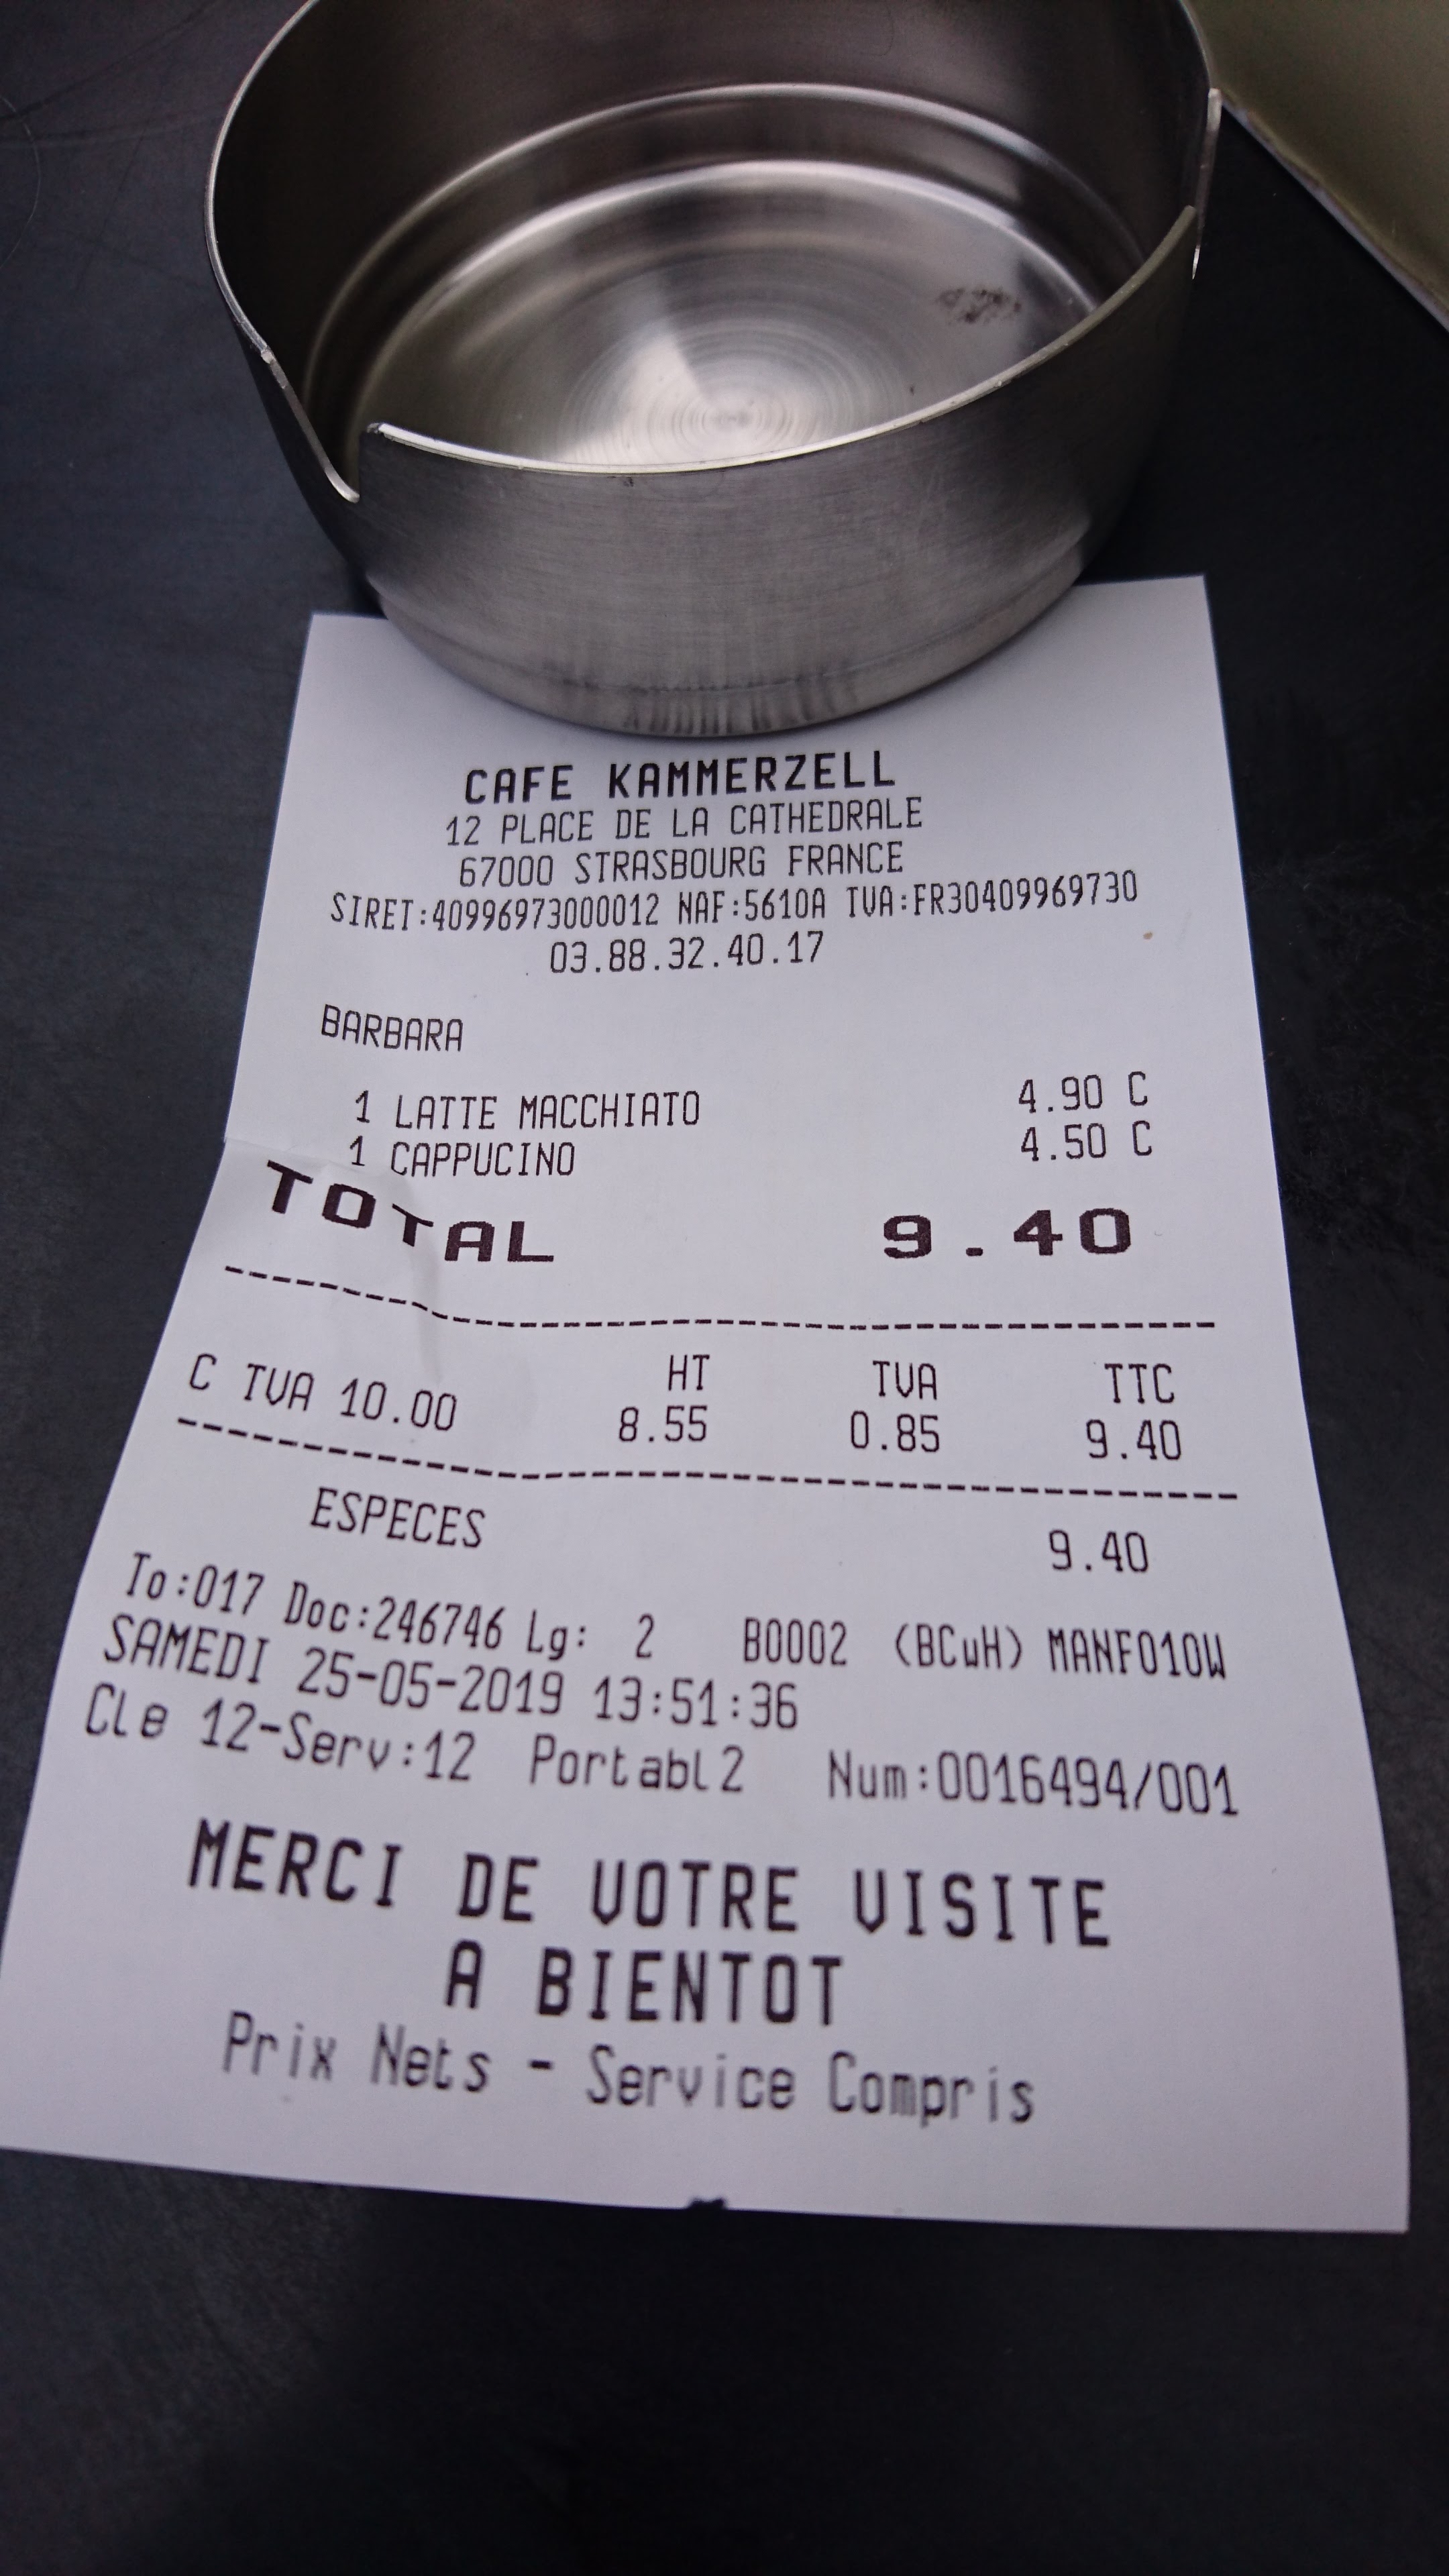 CAFE KAMMERZELL
12 PLACE DE LA CATHEDRALE
67000 STRASBOURG FRANCE
SIRET:40996973000012 NAF:5610A TVA:FR30409969730
03.88.32.40.17
BARBARA
1 LATTE MACCHIATO 4.90 C
1 CAPPUCINO 4.50 C
TOTAL 9.40
HT TVA TTC
C TVA 10.00 8.55 0.85 9.40
ESPECES 9.40
To:017 Doc:246746 Lg: 2 B0002 (BCwH) MANF010W
SAMEDI 25-05-2019 13:51:36
Cle 12-Serv:12 Portabl2 Num:0016494/001
MERCI DE VOTRE VISITE
A BIENTOT
Prix Nets - Service Compris